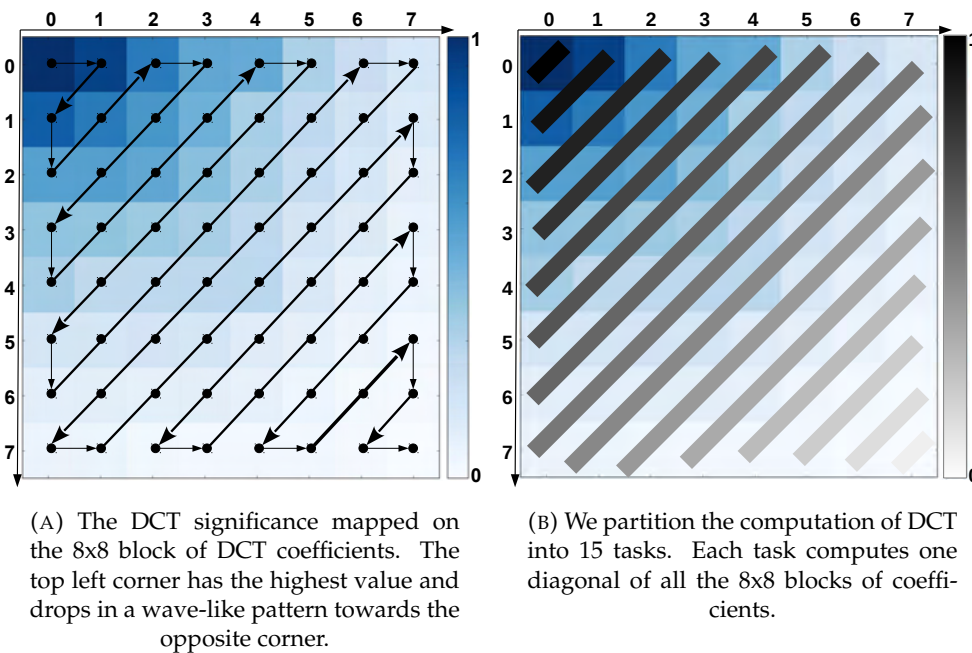 0 1 2 3 4 5 6 7
1
0
1
2
3
4
5
6
7
0
0 1 2 3 4 5 6 7
1
0
1
2
3
4
5
6
7
0
(A) The DCT significance mapped on
the 8x8 block of DCT coefficients. The
top left corner has the highest value and
drops in a wave-like pattern towards the
opposite corner.
(B) We partition the computation of DCT
into 15 tasks. Each task computes one
diagonal of all the 8x8 blocks of coeffi-
cients.